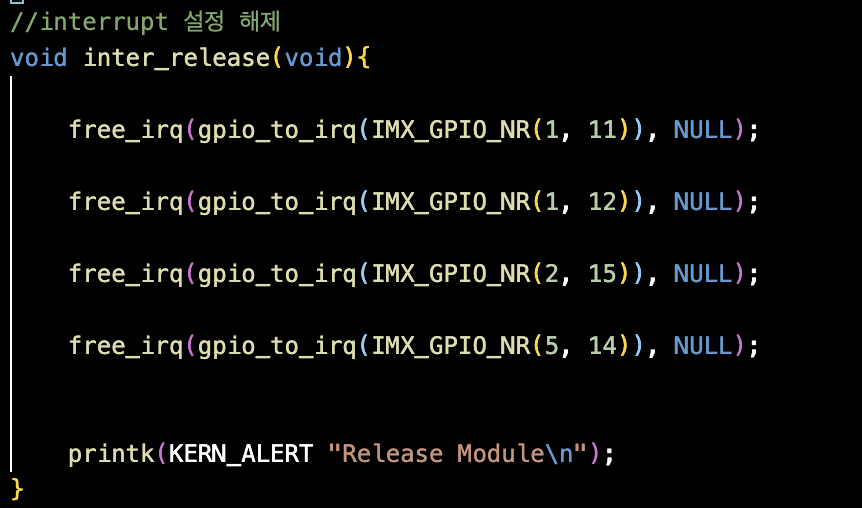 //interrupt 설정 해제
void inter_release(void){
free_irq(gpio_to_irq(IMX_GPIO_NR(1, 11)), NULL);
free_irq(gpio_to_irq(IMX_GPIO_NR(1, 12)), NULL);
free_irq(gpio_to_irq(IMX_GPIO_NR(2, 15)), NULL);
free_irq(gpio_to_irq(IMX_GPIO_NR(5, 14)), NULL);
printk(KERN_ALERT "Release Module\n");
}